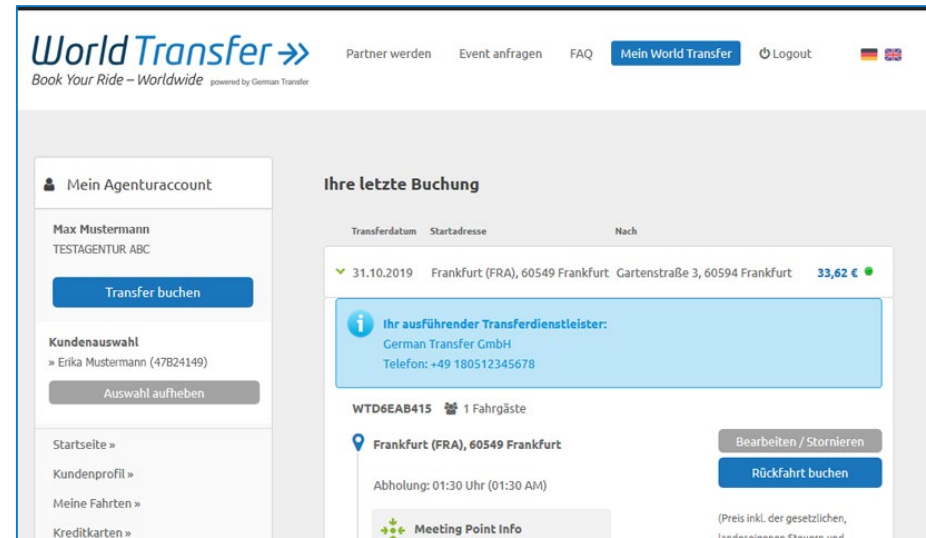 World Transfer
Book Your Ride – Worldwide powered by German Transfer
Partner werden
Event anfragen
FAQ
Mein World Transfer
Logout
Mein Agenturaccount
Max Mustermann
TESTAGENTUR ABC
Transfer buchen
Kundenauswahl
» Erika Mustermann (47B24149)
Auswahl aufheben
Startseite »
Kundenprofil »
Meine Fahrten »
Kreditkarten »
Ihre letzte Buchung
Transferdatum Startadresse Nach
31.10.2019 Frankfurt (FRA), 60549 Frankfurt Gartenstraße 3, 60594 Frankfurt 33,62 €
Ihr ausführender Transferdienstleister:
German Transfer GmbH
Telefon: +49 180512345678
WTD6EAB415 1 Fahrgäste
Frankfurt (FRA), 60549 Frankfurt
Abholung: 01:30 Uhr (01:30 AM)
Meeting Point Info
Bearbeiten / Stornieren
Rückfahrt buchen
(Preis inkl. der gesetzlichen,
landeseigenen Steuern und